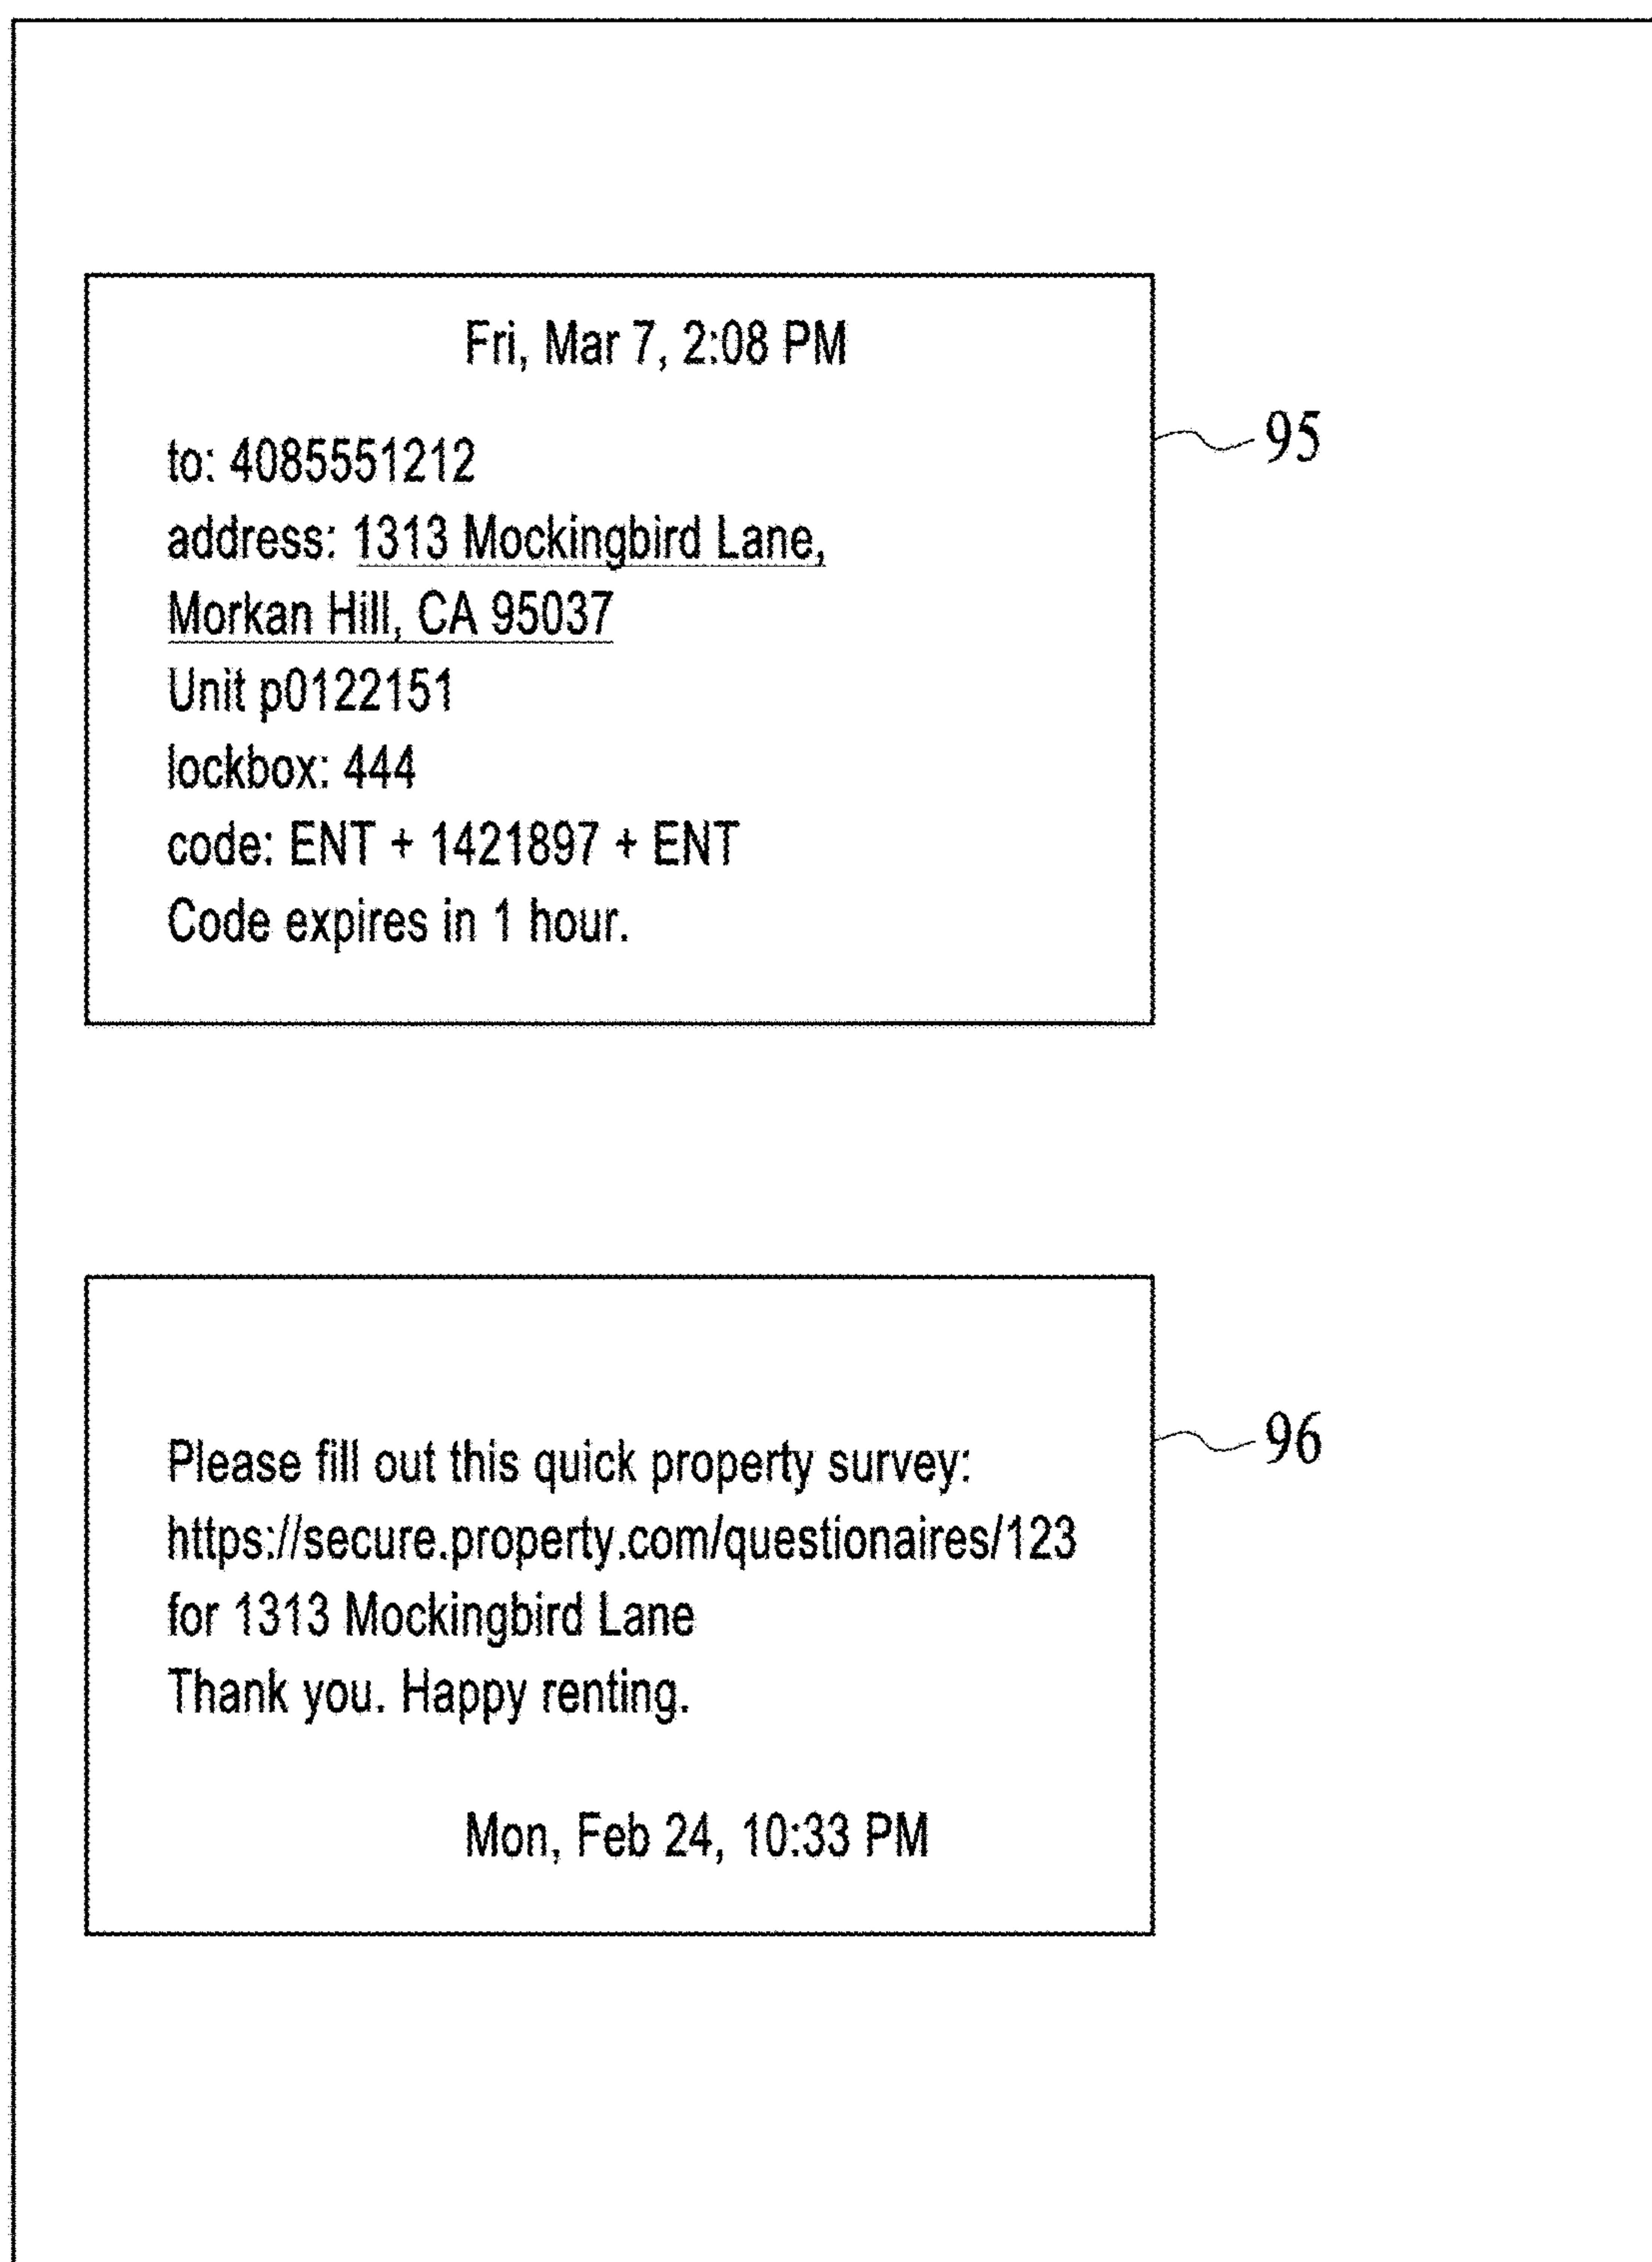 Fri, Mar 7, 2:08 PM
to: 4085551212
95
address: 1313 Mockingbird Lane,
Morkan Hill, CA 95037
Unit p0122151
lockbox: 444
code: ENT + 1421897 + ENT
Code expires in 1 hour.
Please fill out this quick property survey:
96
https://secure.property.com/questionaires/123
for 1313 Mockingbird Lane
Thank you. Happy renting.
Mon, Feb 24, 10:33 PM